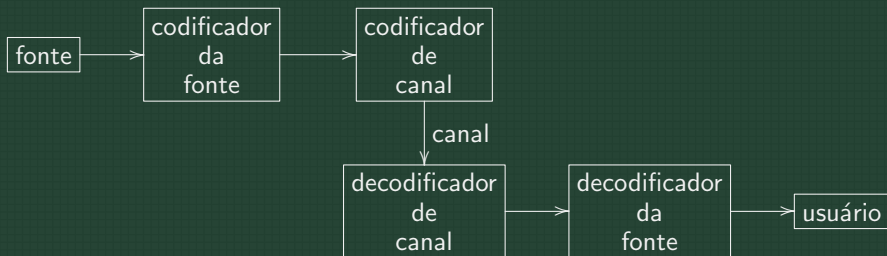 fonte
codificador
da
fonte
codificador
de
canal
canal
decodificador
de
canal
decodificador
da
fonte
usuário